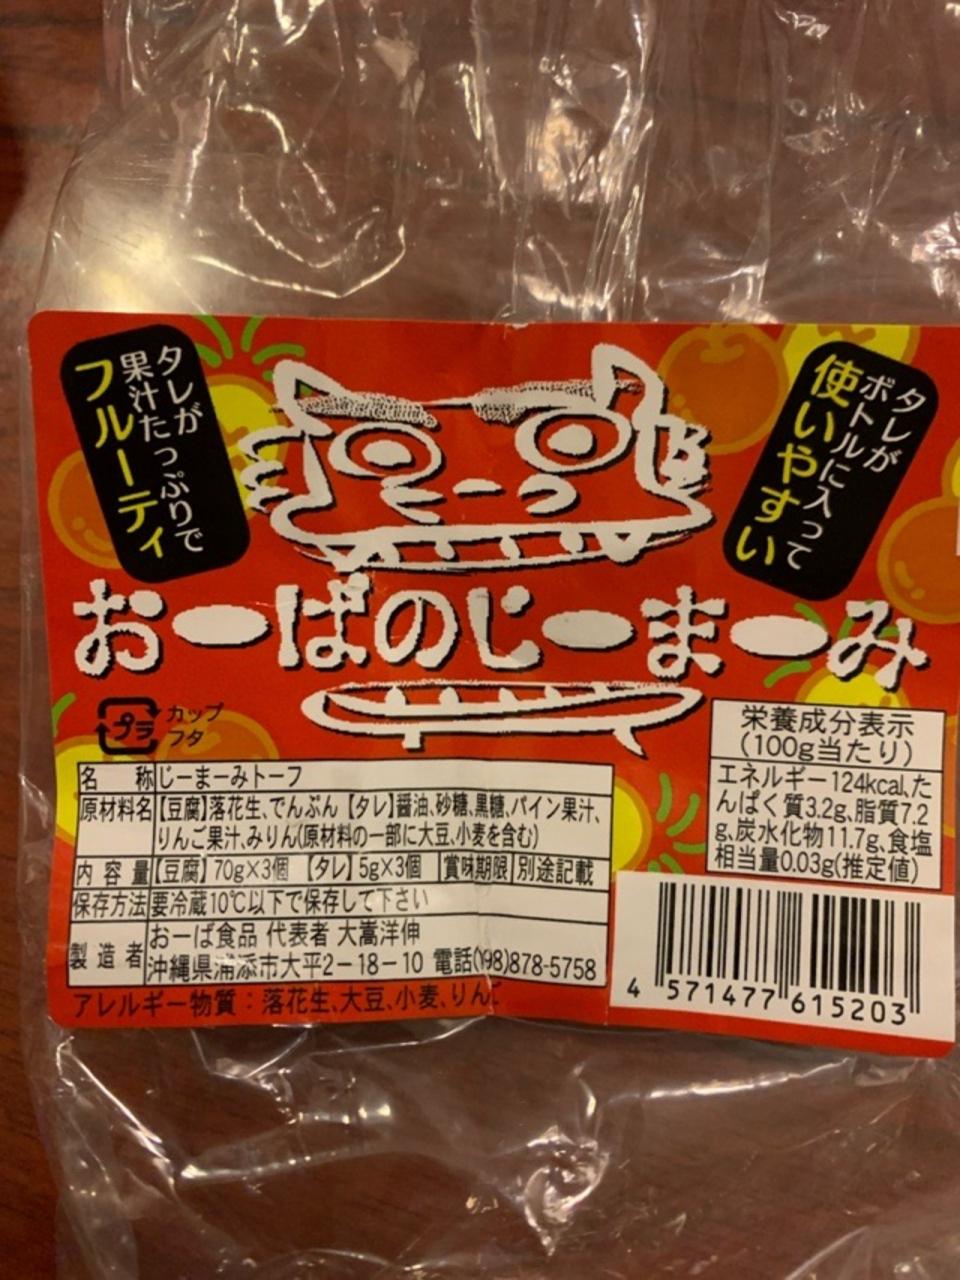 タレが
果汁たっぷりで
フルーティ
タレが
ボトルに入って
使いやすい
おーばのじーまーみ
プラ
カップ
フタ
名 称 じーまーみトーフ
原材料名 【豆腐】落花生、でんぷん【タレ】醤油、砂糖、黒糖、パイン果汁、
りんご果汁、みりん(原材料の一部に大豆、小麦を含む)
内容量 【豆腐】70g×3個 【タレ】5g×3個 賞味期限 別途記載
保存方法 要冷蔵10℃以下で保存して下さい
製造者 おーば食品 代表者 大嵩洋伸
沖縄県浦添市大平2-18-10 電話(098)878-5758
アレルギー物質：落花生、大豆、小麦、りんご
栄養成分表示
(100g当たり)
エネルギー124kcal、た
んぱく質3.2g、脂質7.2
g、炭水化物11.7g、食塩
相当量0.03g(推定値)
4 571477 615203